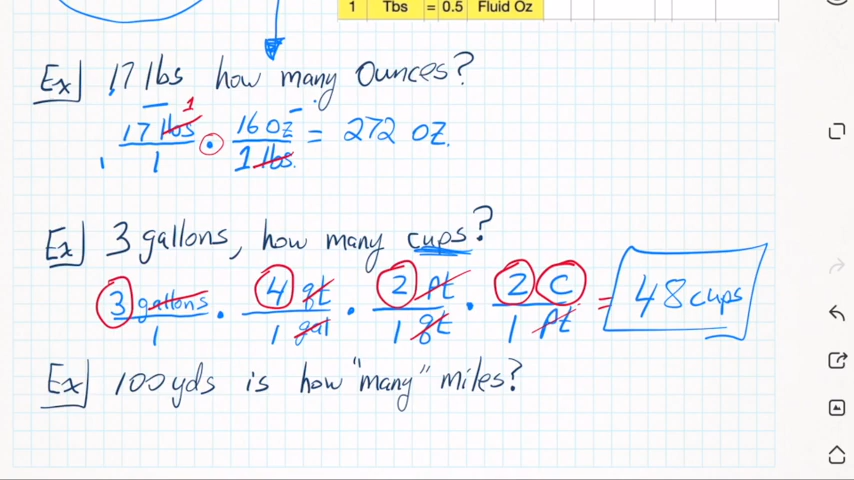 1 Tbs = 0.5 Fluid Oz
Ex] 17 lbs how many Ounces?
17 lbs/1 1 • 16 oz/1 lbs. = 272 oz.
Ex] 3 gallons, how many cups?
3 gallons/1 • 4 qt/1 gal • 2 pt/1 qt • 2 C/1 pt = 48 cups
Ex] 100 yds is how "many" miles?